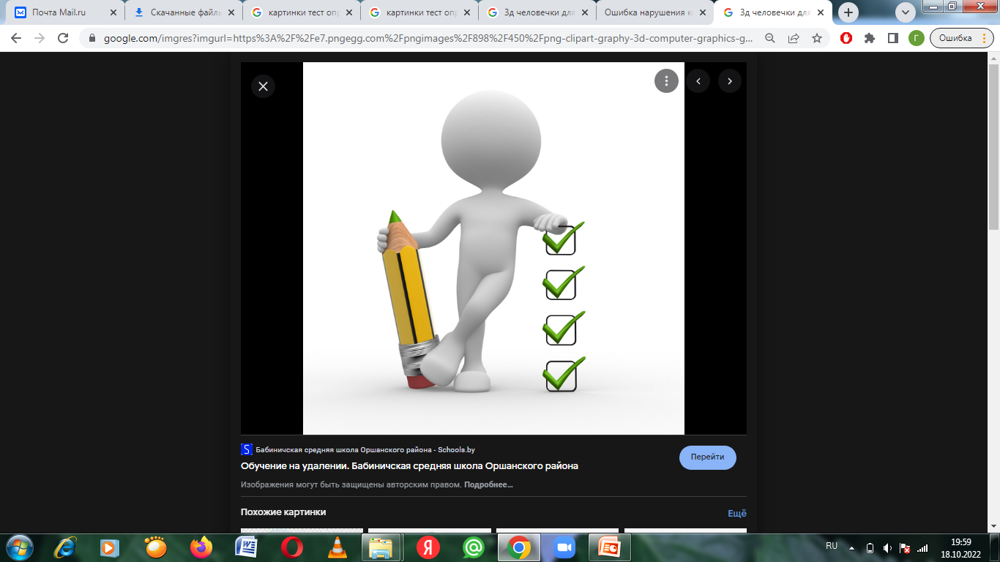 Почта Mail.ru
Скачанные файлы
картинки тест опр
картинки тест опр
3д человечки для
Ошибка нарушения к
3д человечки для
google.com/imgres?imgurl=https%3A%2F%2Fe7.pngegg.com%2Fpngimages%2F898%2F450%2Fpng-clipart-graphy-3d-computer-graphics-g...
Г
Ошибка
S Бабиничская средняя школа Оршанского района - Schools.by
Перейти
Обучение на удалении. Бабиничская средняя школа Оршанского района
Изображения могут быть защищены авторским правом. Подробнее...
Похожие картинки
Ещё
RU
19:59
18.10.2022